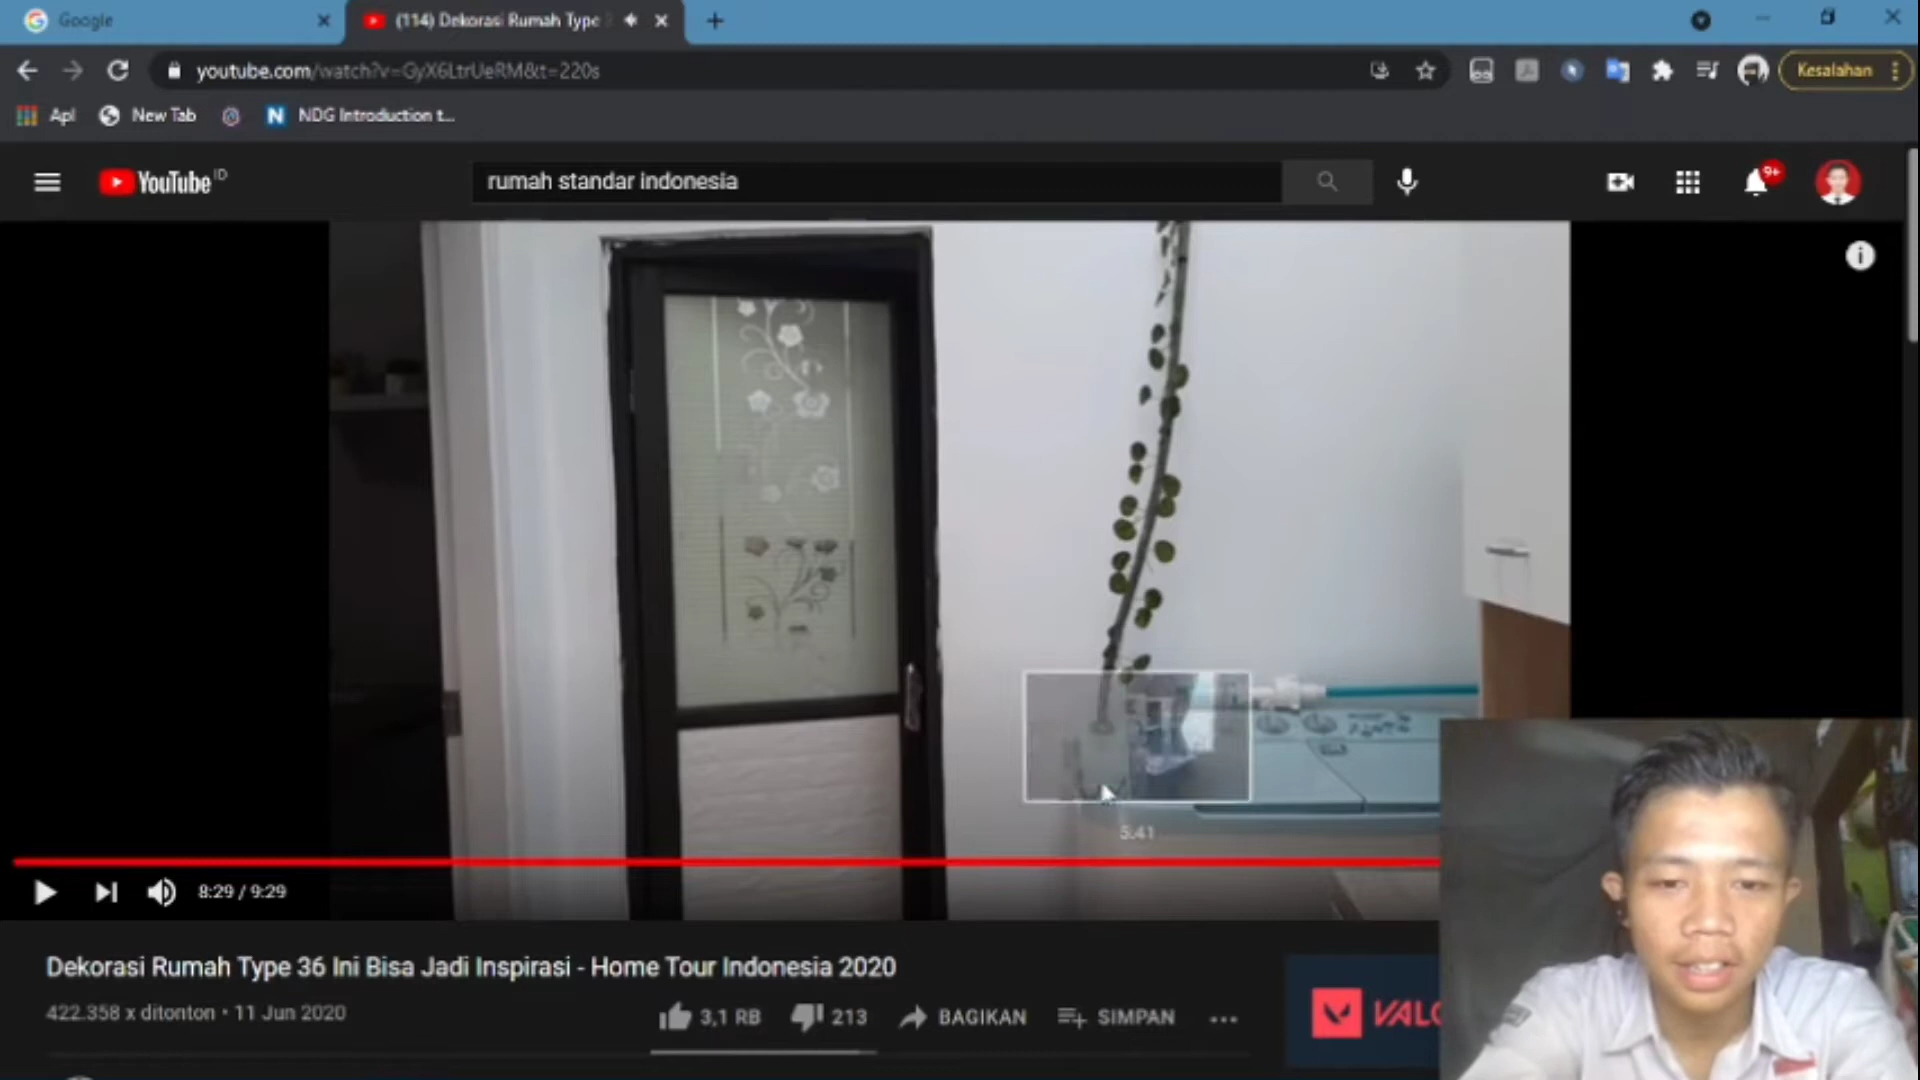 Google
(114) Dekorasi Rumah Type
youtube.com/watch?v=GyX6LtrUeRM&t=220s
Kesalahan
Apl
New Tab
N
NDG Introduction t...
YouTube ID
rumah standar indonesia
9+
5:41
8:29 / 9:29
Dekorasi Rumah Type 36 Ini Bisa Jadi Inspirasi - Home Tour Indonesia 2020
422.358 x ditonton • 11 Jun 2020
3,1 RB
213
BAGIKAN
SIMPAN
VALO